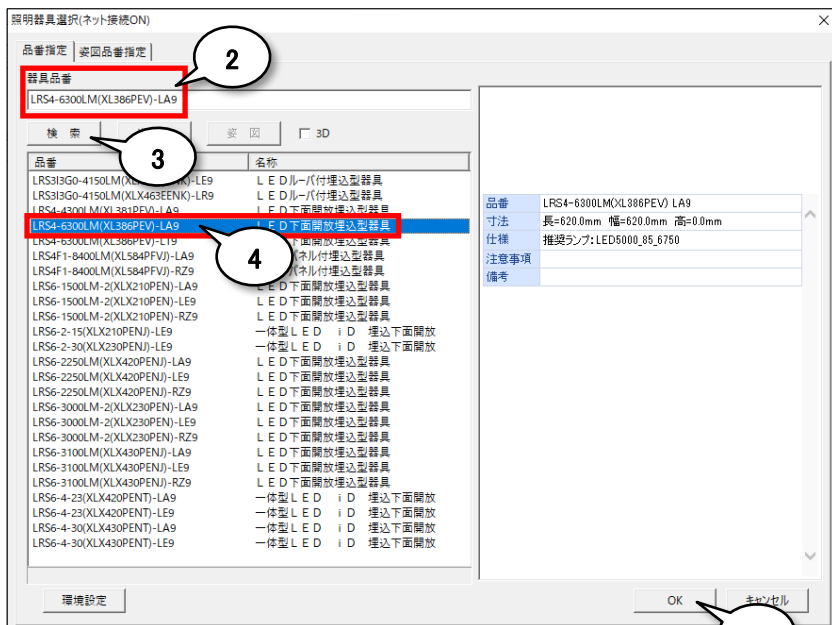 照明器具選択(ネット接続ON)
品番指定 姿図品番指定
2
器具品番
LRS4-6300LM(XL386PEV)-LA9
検 索 姿 図 3D
3
品番 名称
LRS3I3G0-4150LM(XL NK)-LE9 ＬＥＤルーバ付埋込型器具
LRS3I3G0-4150LM(XLX463EENK)-LR9 ＬＥＤルーバ付埋込型器具
LRS4-4300LM(XL381PEV)-LA9 ＬＥＤ下面開放埋込型器具
LRS4-6300LM(XL386PEV)-LA9 ＬＥＤ下面開放埋込型器具
LRS4-6300LM(XL386PEV)-LT9 下面開放埋込型器具
4
LRS4F1-8400LM(XL584PFVJ)-LA9 パネル付埋込型器具
LRS4F1-8400LM(XL584PFVJ)-RZ9 パネル付埋込型器具
LRS6-1500LM-2(XLX210PEN)-LA9 ＬＥＤ下面開放埋込型器具
LRS6-1500LM-2(XLX210PEN)-LE9 ＬＥＤ下面開放埋込型器具
LRS6-1500LM-2(XLX210PEN)-RZ9 ＬＥＤ下面開放埋込型器具
LRS6-2-15(XLX210PENJ)-LE9 一体型ＬＥＤ ｉＤ 埋込下面開放
LRS6-2-30(XLX230PENJ)-LE9 一体型ＬＥＤ ｉＤ 埋込下面開放
LRS6-2250LM(XLX420PENJ)-LA9 ＬＥＤ下面開放埋込型器具
LRS6-2250LM(XLX420PENJ)-LE9 ＬＥＤ下面開放埋込型器具
LRS6-2250LM(XLX420PENJ)-RZ9 ＬＥＤ下面開放埋込型器具
LRS6-3000LM-2(XLX230PEN)-LA9 ＬＥＤ下面開放埋込型器具
LRS6-3000LM-2(XLX230PEN)-LE9 ＬＥＤ下面開放埋込型器具
LRS6-3000LM-2(XLX230PEN)-RZ9 ＬＥＤ下面開放埋込型器具
LRS6-3100LM(XLX430PENJ)-LA9 ＬＥＤ下面開放埋込型器具
LRS6-3100LM(XLX430PENJ)-LE9 ＬＥＤ下面開放埋込型器具
LRS6-3100LM(XLX430PENJ)-RZ9 ＬＥＤ下面開放埋込型器具
LRS6-4-23(XLX420PENT)-LA9 一体型ＬＥＤ ｉＤ 埋込下面開放
LRS6-4-23(XLX420PENT)-LE9 一体型ＬＥＤ ｉＤ 埋込下面開放
LRS6-4-30(XLX430PENT)-LA9 一体型ＬＥＤ ｉＤ 埋込下面開放
LRS6-4-30(XLX430PENT)-LE9 一体型ＬＥＤ ｉＤ 埋込下面開放
品番 LRS4-6300LM(XL386PEV) LA9
寸法 長=620.0mm 幅=620.0mm 高=0.0mm
仕様 推奨ランプ:LED5000_85_6750
注意事項
備考
環境設定 OK キャンセル